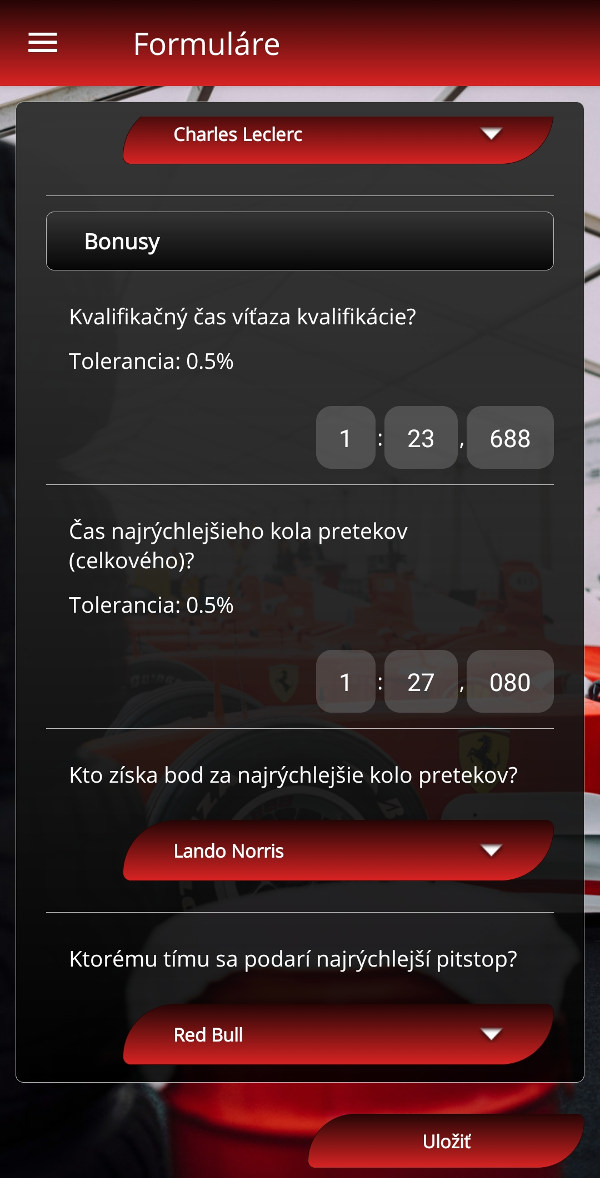 Formuláre
Charles Leclerc
Bonusy
Kvalifikačný čas víťaza kvalifikácie?
Tolerancia: 0.5%
1 : 23 , 688
Čas najrýchlejšieho kola pretekov
(celkového)?
Tolerancia: 0.5%
1 : 27 , 080
Kto získa bod za najrýchlejšie kolo pretekov?
Lando Norris
Ktorému tímu sa podarí najrýchlejší pitstop?
Red Bull
Uložiť